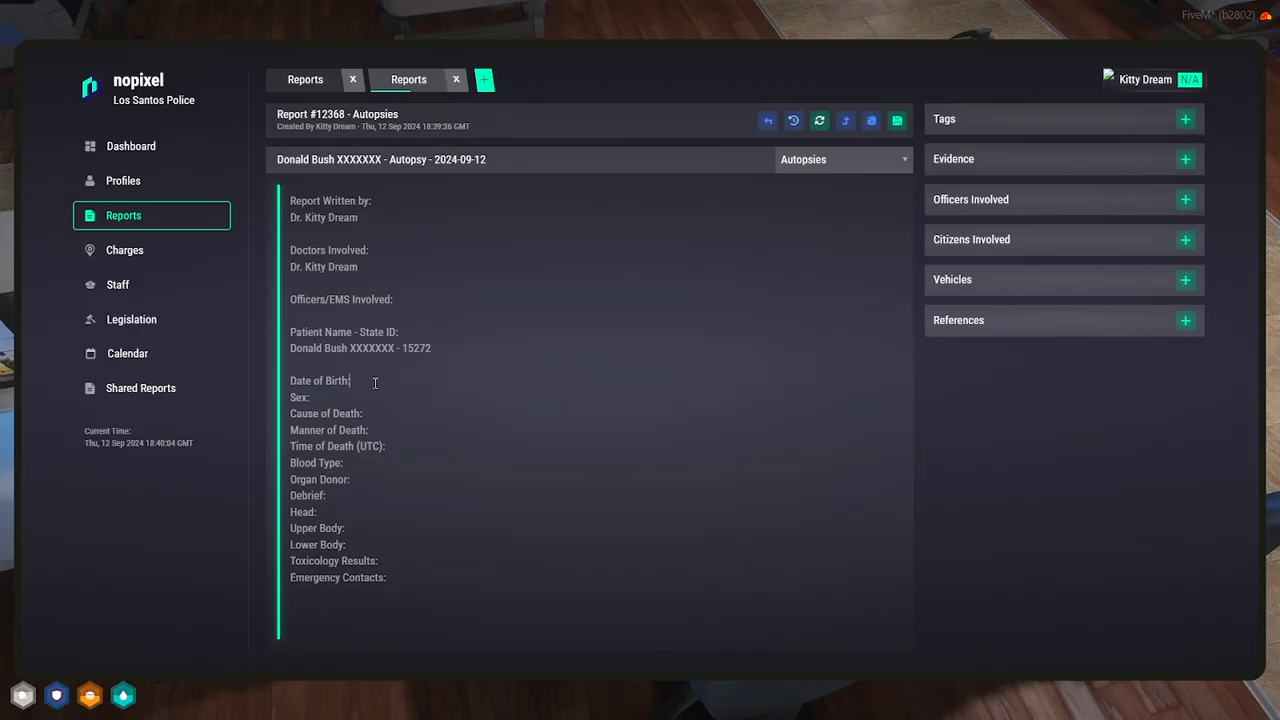 FiveM* (b2802)
nopixel
Los Santos Police
Reports x Reports x +
Kitty Dream N/A
Report #12368 - Autopsies
Created By Kitty Dream - Thu, 12 Sep 2024 18:39:36 GMT
Donald Bush XXXXXXX - Autopsy - 2024-09-12
Autopsies
Dashboard
Profiles
Reports
Charges
Staff
Legislation
Calendar
Shared Reports
Current Time:
Thu, 12 Sep 2024 18:40:04 GMT
Report Written by:
Dr. Kitty Dream
Doctors Involved:
Dr. Kitty Dream
Officers/EMS Involved:
Patient Name - State ID:
Donald Bush XXXXXXX - 15272
Date of Birth:
Sex:
Cause of Death:
Manner of Death:
Time of Death (UTC):
Blood Type:
Organ Donor:
Debrief:
Head:
Upper Body:
Lower Body:
Toxicology Results:
Emergency Contacts:
Tags +
Evidence +
Officers Involved +
Citizens Involved +
Vehicles +
References +